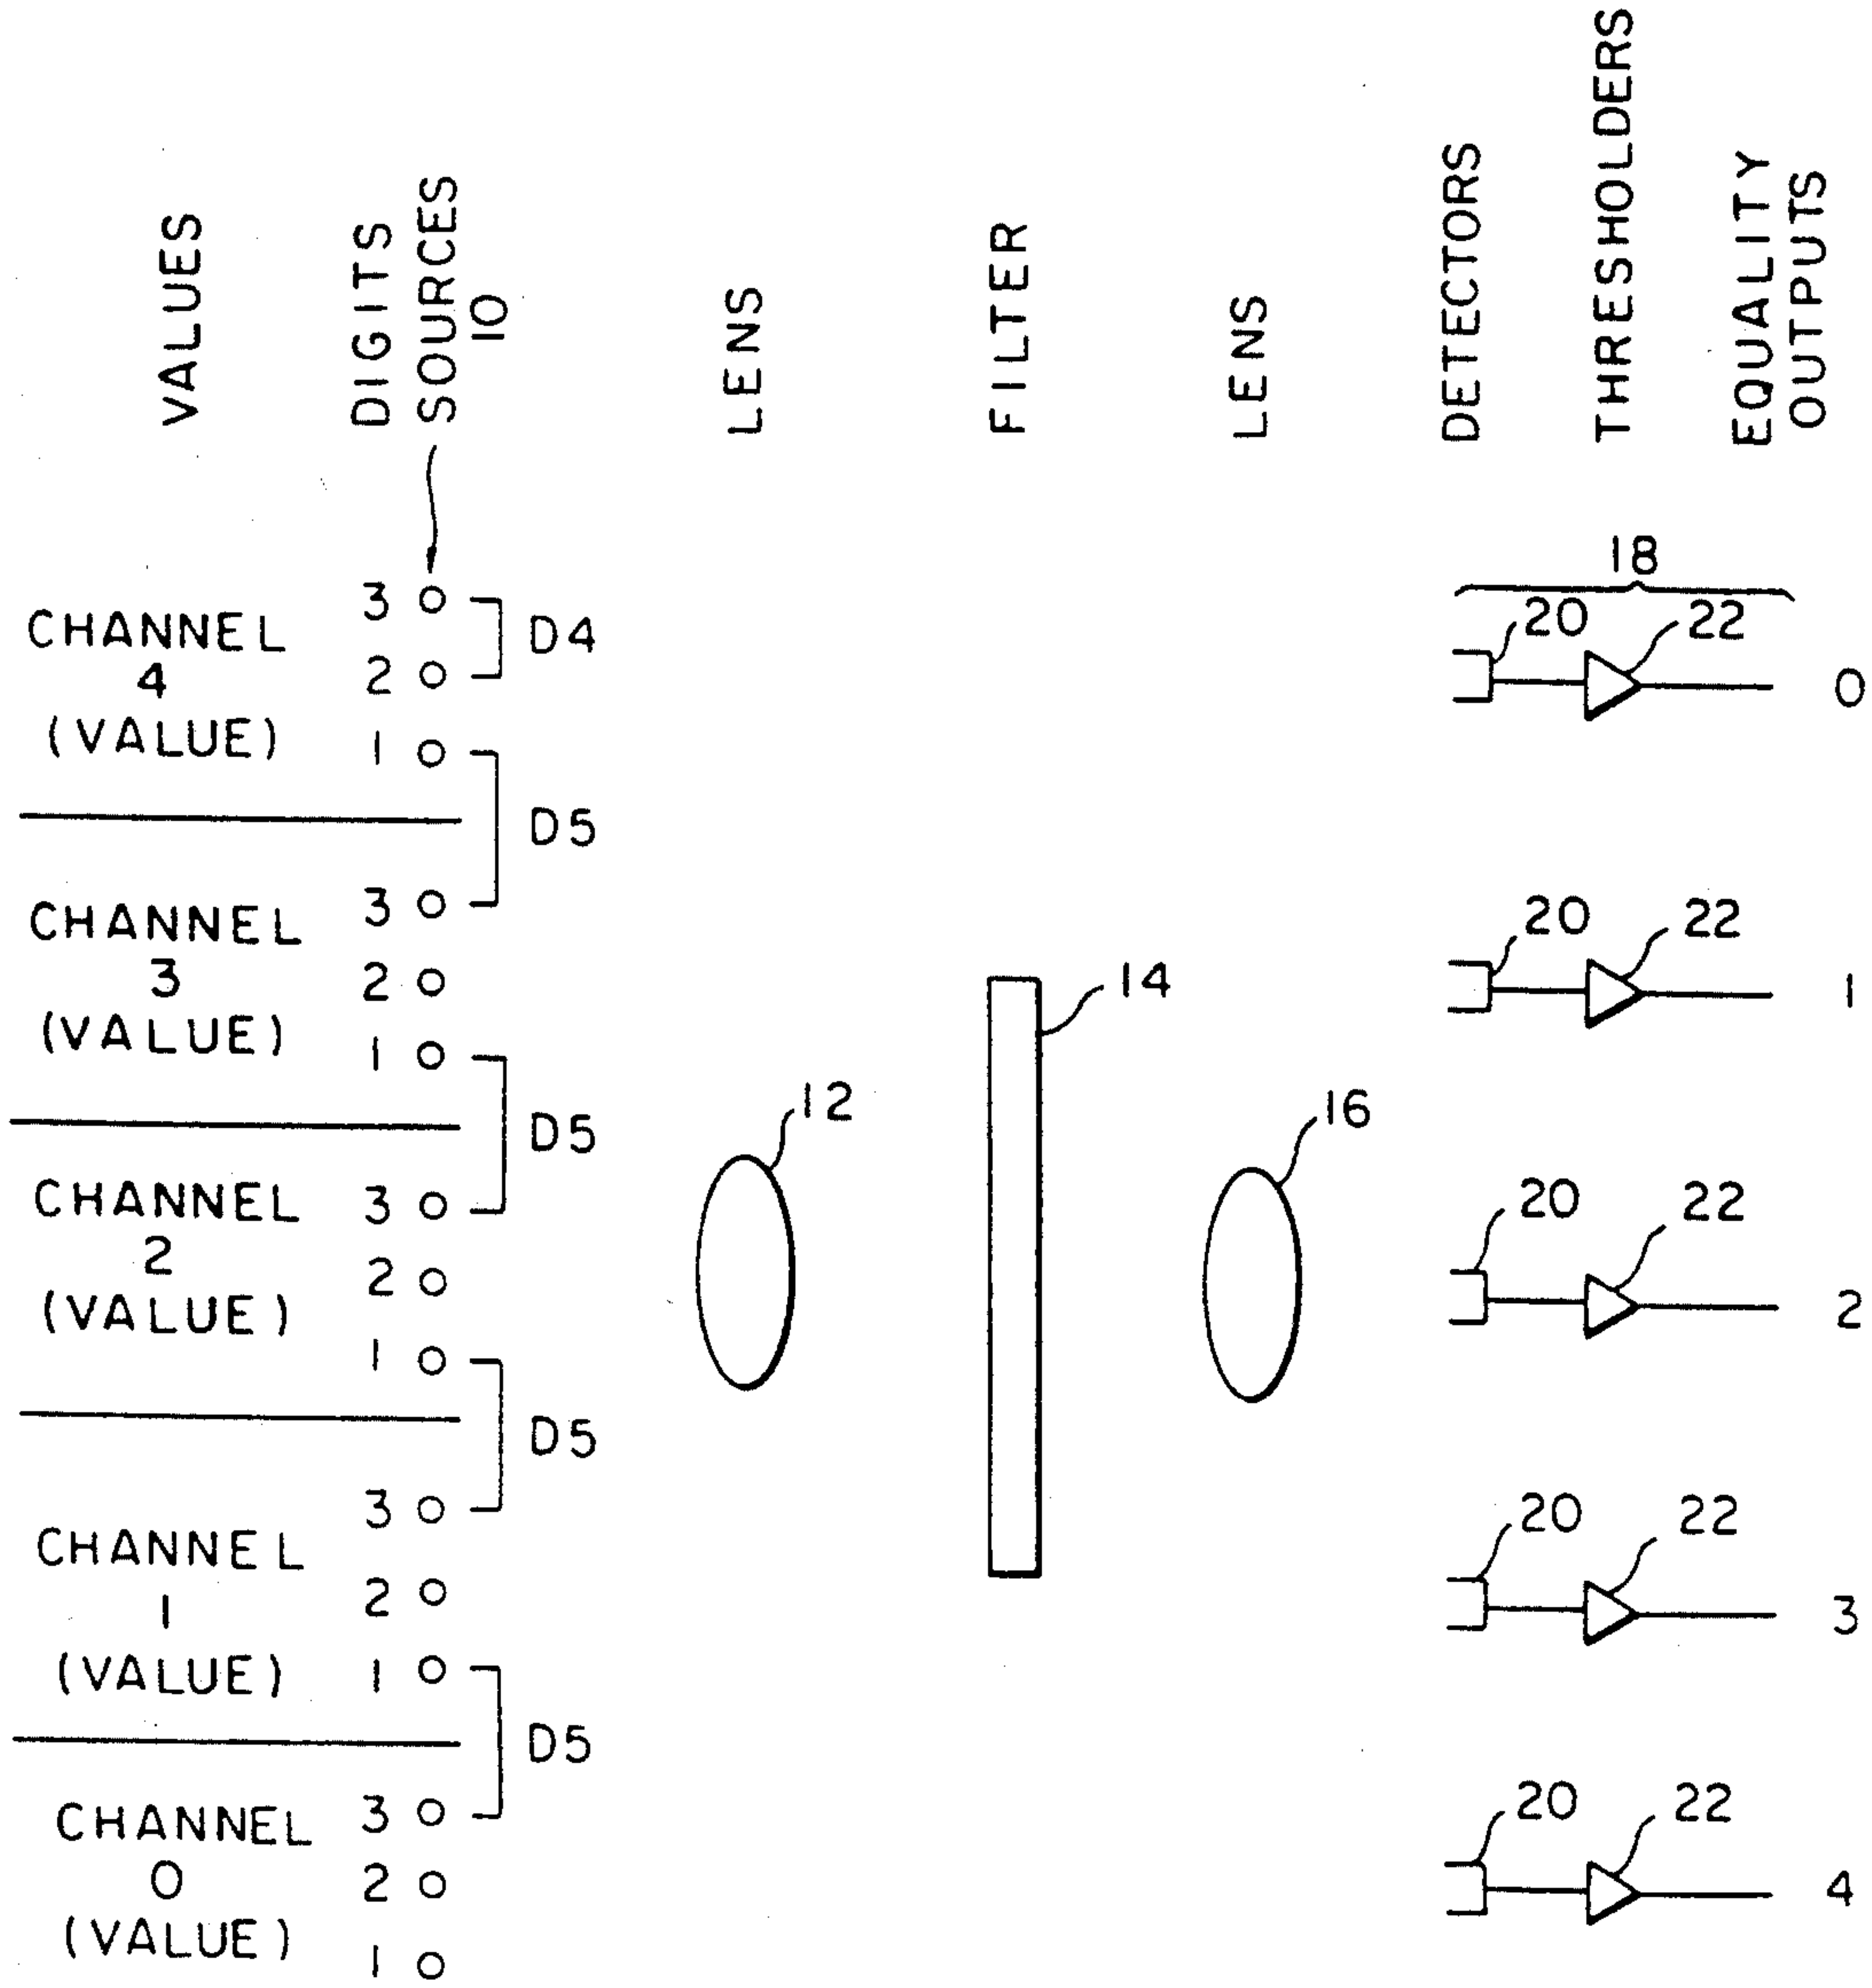 VALUES
DIGITS
SOURCES
10
LENS
FILTER
LENS
DETECTORS
THRESHOLDERS
EQUALITY
OUTPUTS
CHANNEL
4
(VALUE)
3
2
1
D4
D5
CHANNEL
3
(VALUE)
3
2
1
D5
CHANNEL
2
(VALUE)
3
2
1
D5
CHANNEL
1
(VALUE)
3
2
1
D5
CHANNEL
0
(VALUE)
3
2
1
12
14
16
18
20 22
0
20 22
1
20 22
2
20 22
3
20 22
4